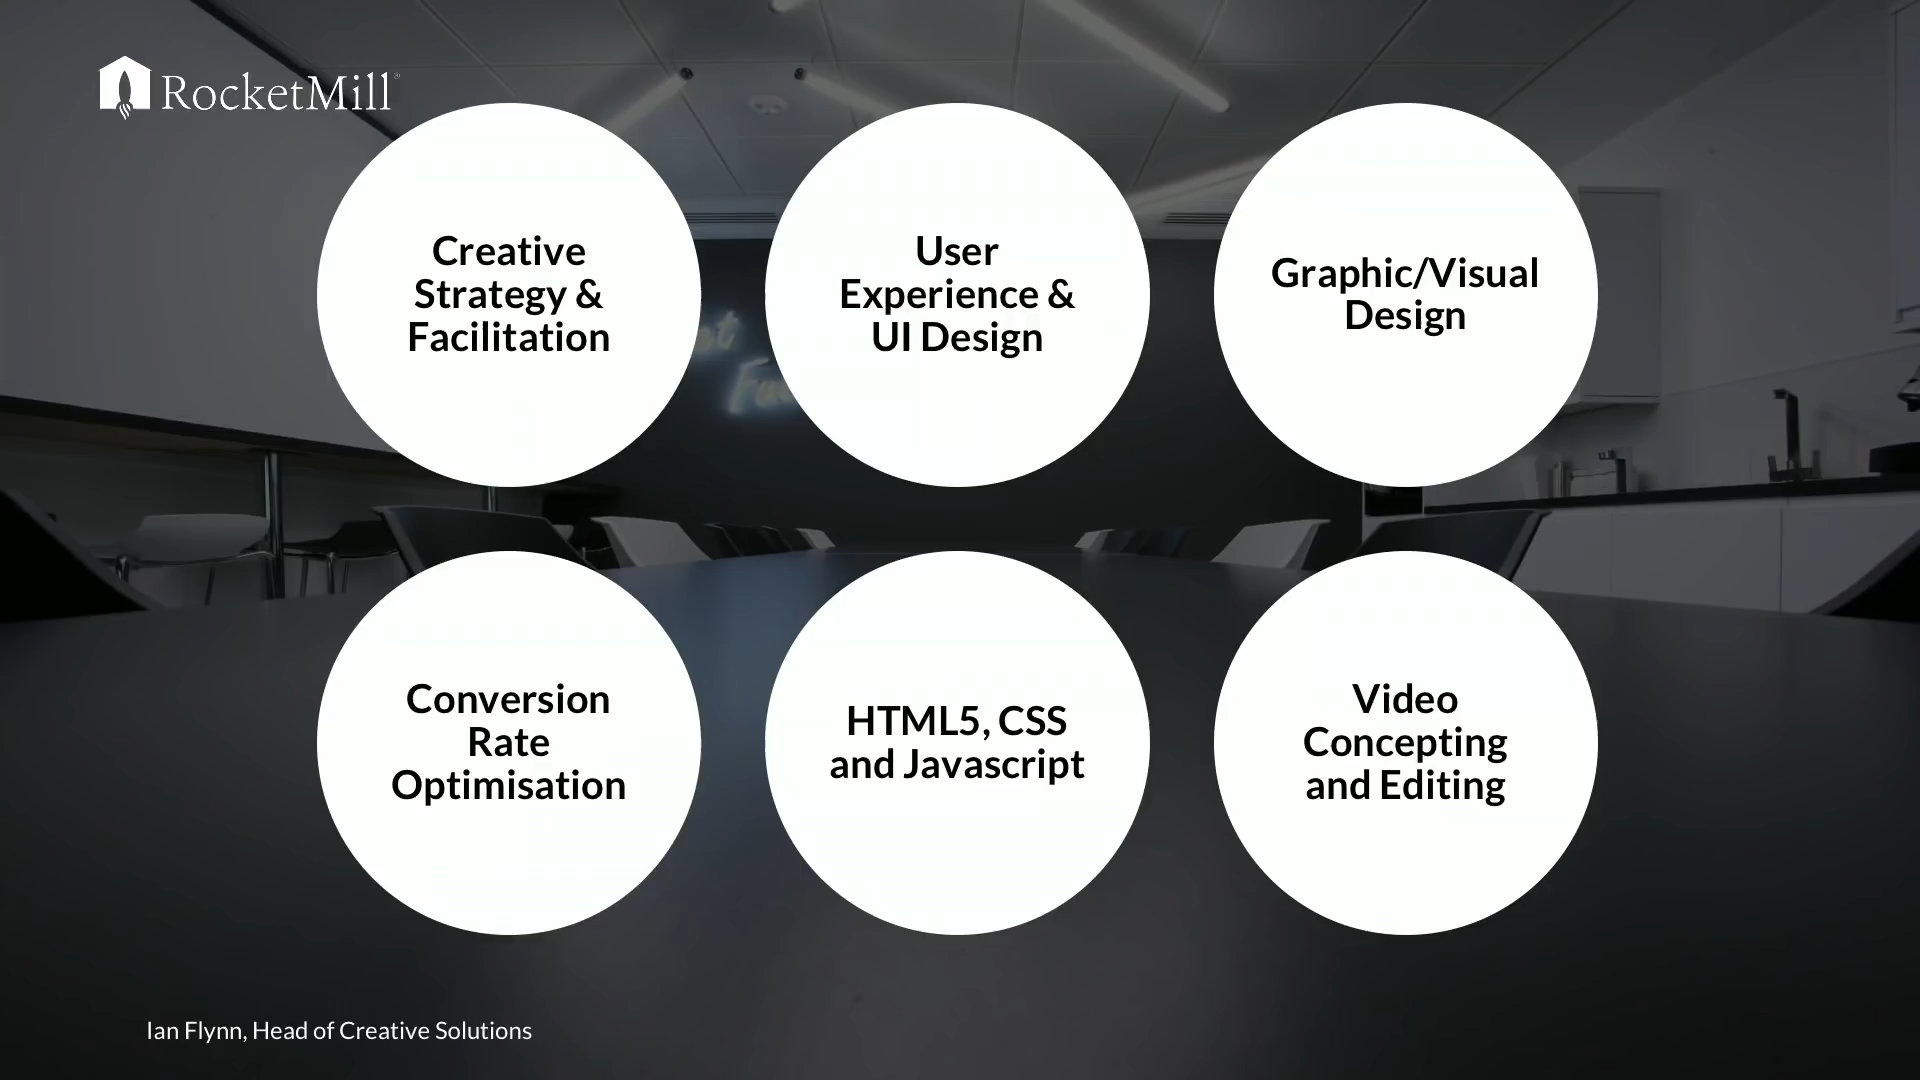 RocketMill
Creative
Strategy &
Facilitation
User
Experience &
UI Design
Graphic/Visual
Design
Conversion
Rate
Optimisation
HTML5, CSS
and Javascript
Video
Concepting
and Editing
Ian Flynn, Head of Creative Solutions